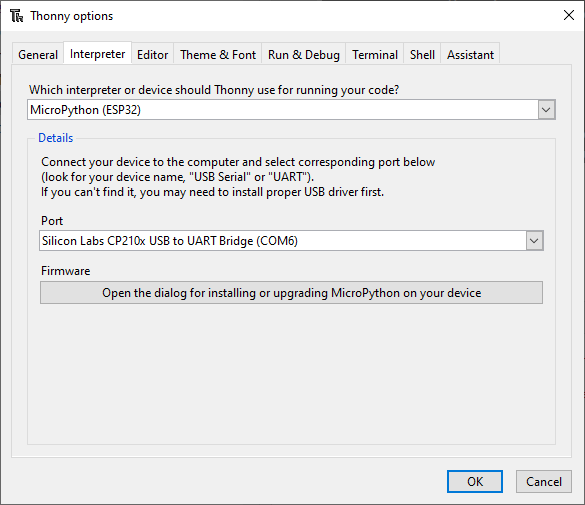 Thonny options
General Interpreter Editor Theme & Font Run & Debug Terminal Shell Assistant
Which interpreter or device should Thonny use for running your code?
MicroPython (ESP32)
Details
Connect your device to the computer and select corresponding port below
(look for your device name, "USB Serial" or "UART").
If you can't find it, you may need to install proper USB driver first.
Port
Silicon Labs CP210x USB to UART Bridge (COM6)
Firmware
Open the dialog for installing or upgrading MicroPython on your device
OK Cancel